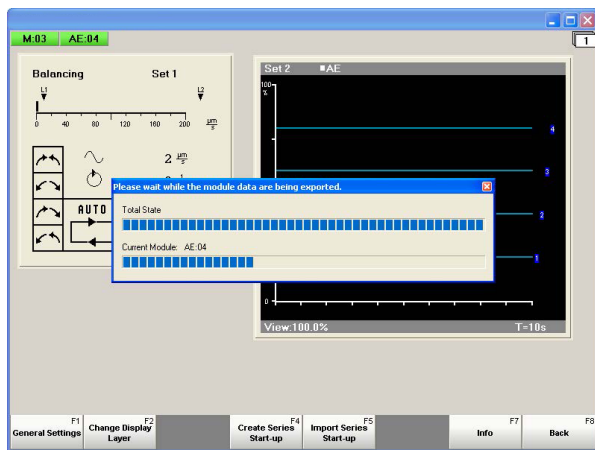 M:03 AE:04
1
Balancing Set 1
L1 L2
0 40 80 120 160 200 µm/s
2 µm/s
AUTO
Set 2 AE
100
%
4
3
2
1
0
View:100.0% T=10s
Please wait while the module data are being exported.
Total State
Current Module: AE:04
F1 F2 F4 F5 F7 F8
General Settings Change Display Layer Create Series Start-up Import Series Start-up Info Back